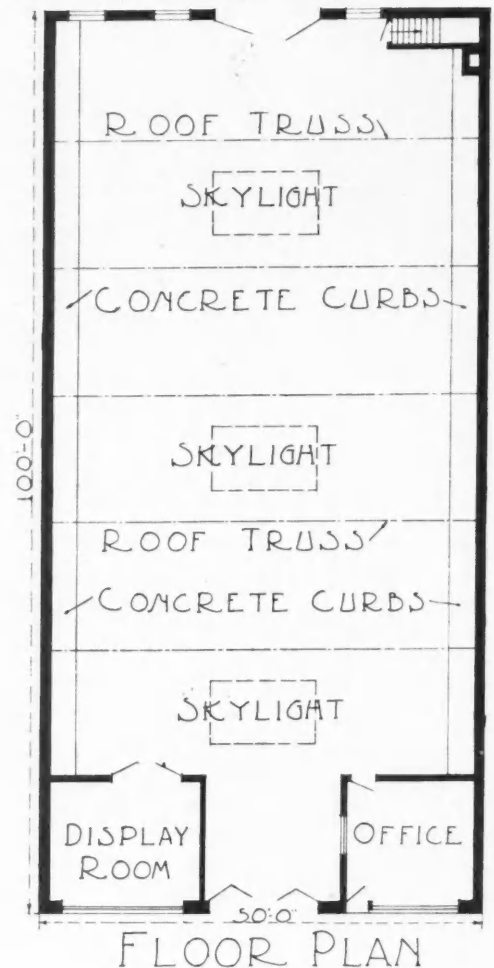 ROOF TRUSS
SKYLIGHT
CONCRETE CURBS
100'-0"
SKYLIGHT
ROOF TRUSS
CONCRETE CURBS
SKYLIGHT
DISPLAY
ROOM
OFFICE
50'-0"
FLOOR PLAN